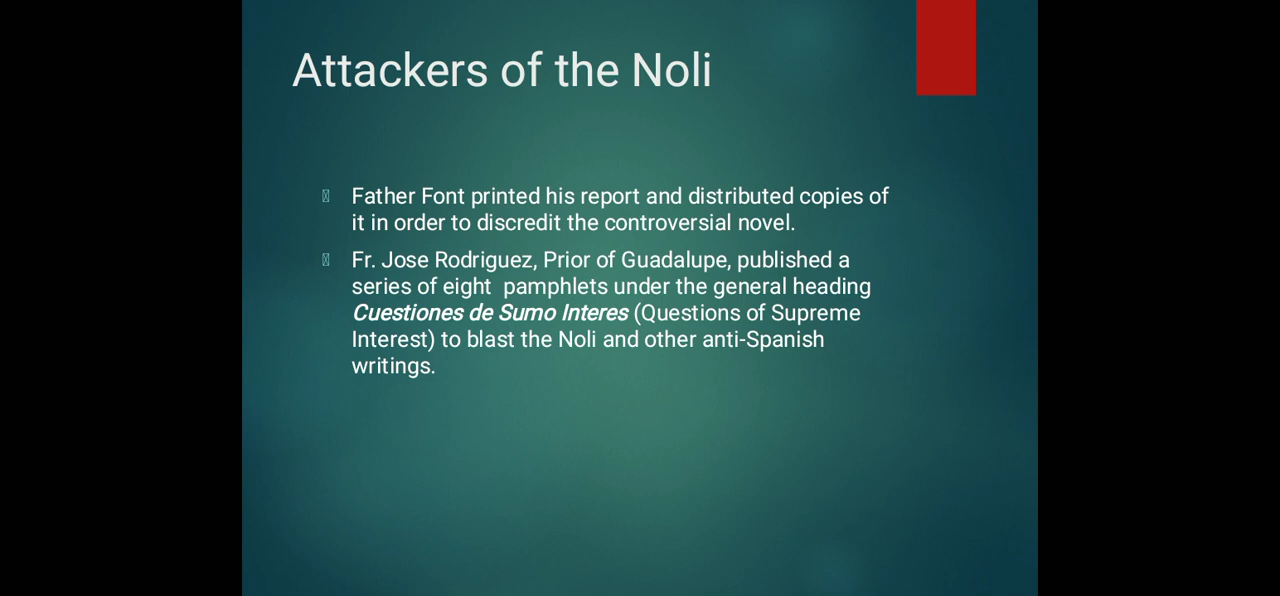 Attackers of the Noli
Father Font printed his report and distributed copies of
it in order to discredit the controversial novel.
Fr. Jose Rodriguez, Prior of Guadalupe, published a
series of eight  pamphlets under the general heading
Cuestiones de Sumo Interes (Questions of Supreme
Interest) to blast the Noli and other anti-Spanish
writings.